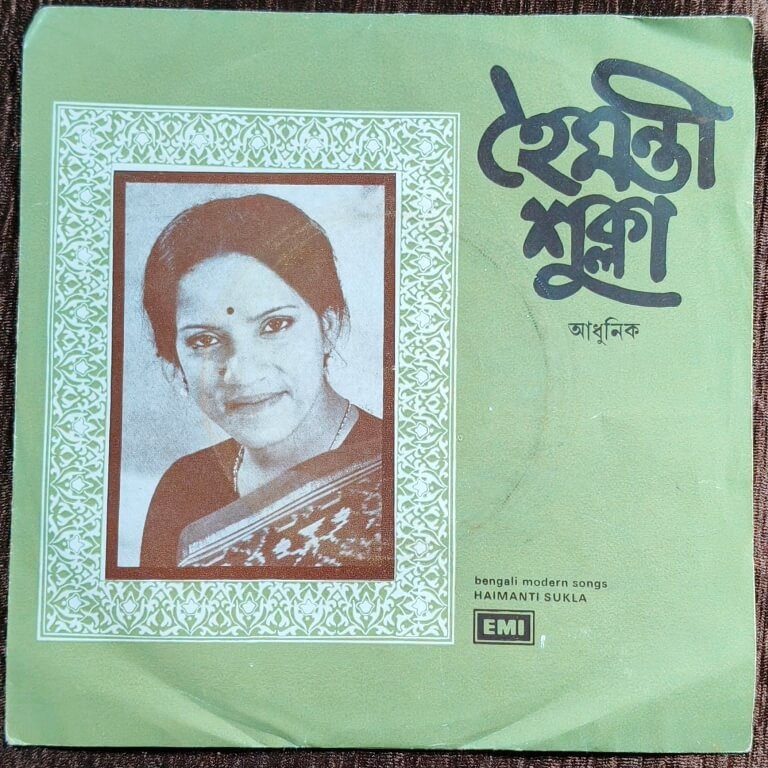 হৈমন্তী
শুক্লা
আধুনিক
bengali modern songs
HAIMANTI SUKLA
EMI